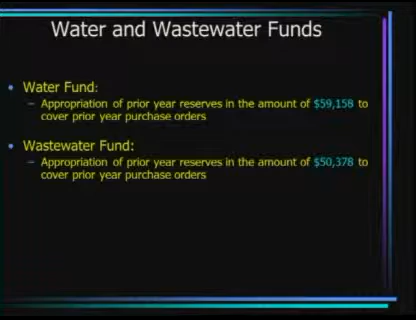 Water and Wastewater Funds
• Water Fund:
– Appropriation of prior year reserves in the amount of $59,158 to
cover prior year purchase orders
• Wastewater Fund:
– Appropriation of prior year reserves in the amount of $50,378 to
cover prior year purchase orders